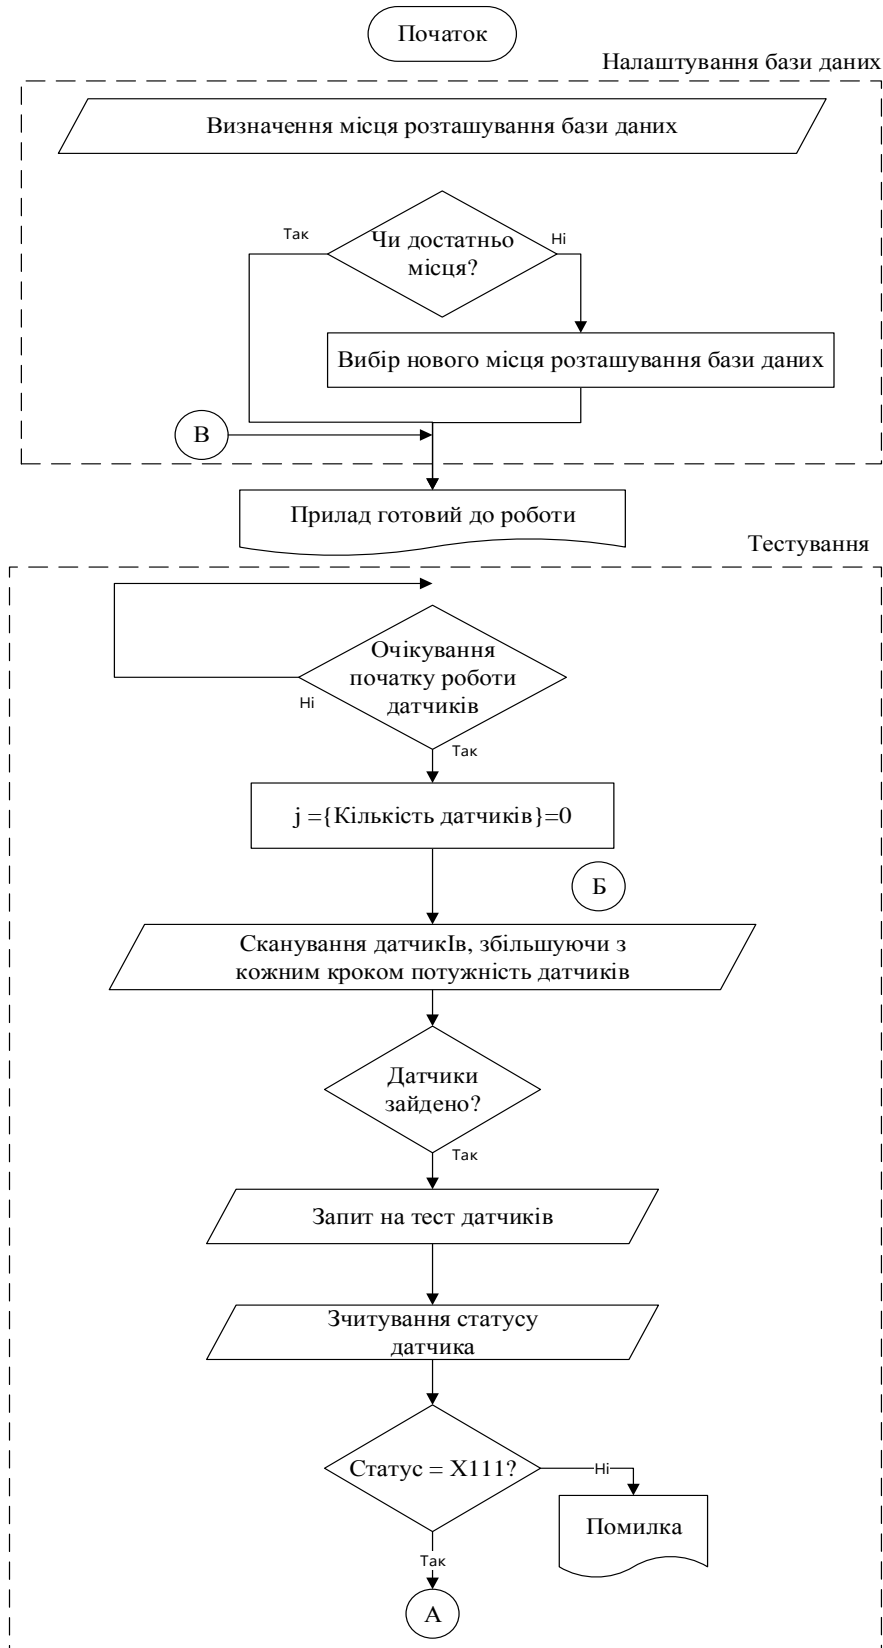 Початок
Налаштування бази даних
Визначення місця розташування бази даних
Так
Чи достатньо
місця?
Ні
Вибір нового місця розташування бази даних
В
Прилад готовий до роботи
Тестування
Очікування
початку роботи
датчиків
Ні
Так
j ={Кількість датчиків}=0
Б
Сканування датчикІв, збільшуючи з
кожним кроком потужність датчиків
Датчики
зайдено?
Так
Запит на тест датчиків
Зчитування статусу
датчика
Статус = X111?
Ні
Помилка
Так
А